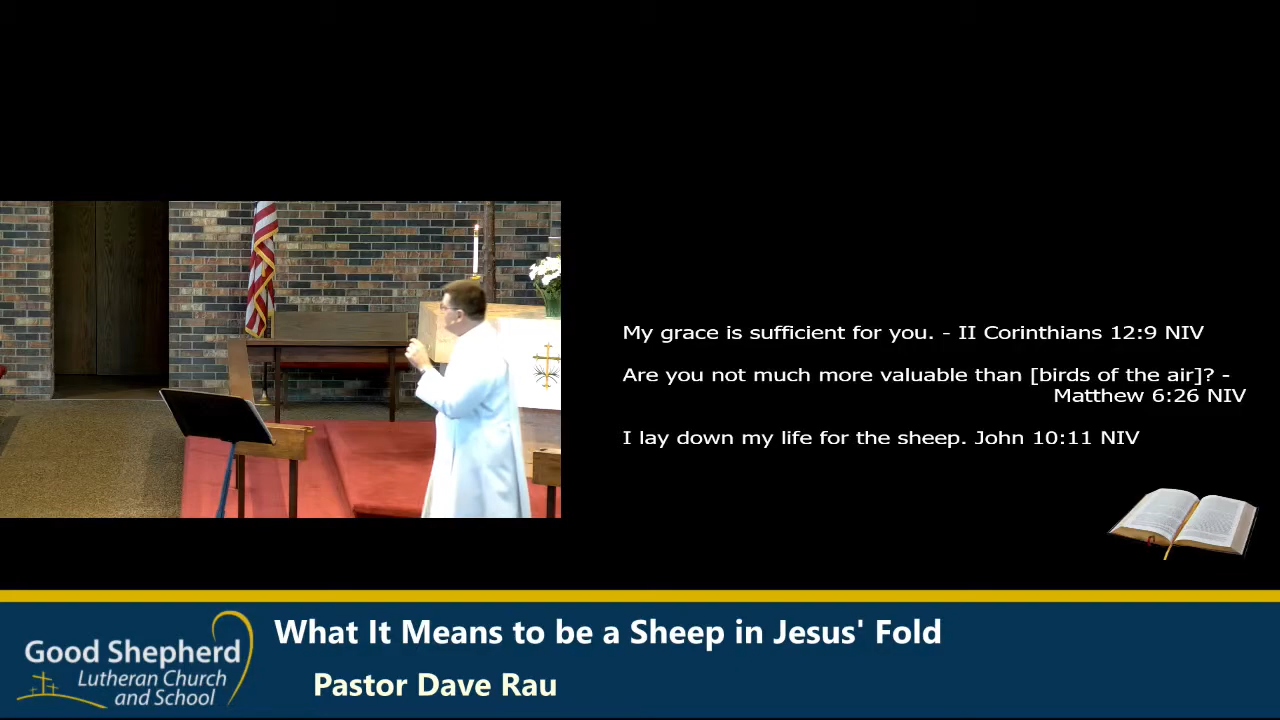 My grace is sufficient for you. - II Corinthians 12:9 NIV
Are you not much more valuable than [birds of the air]? -
Matthew 6:26 NIV
I lay down my life for the sheep. John 10:11 NIV
What It Means to be a Sheep in Jesus' Fold
Pastor Dave Rau
Good Shepherd
Lutheran Church
and School